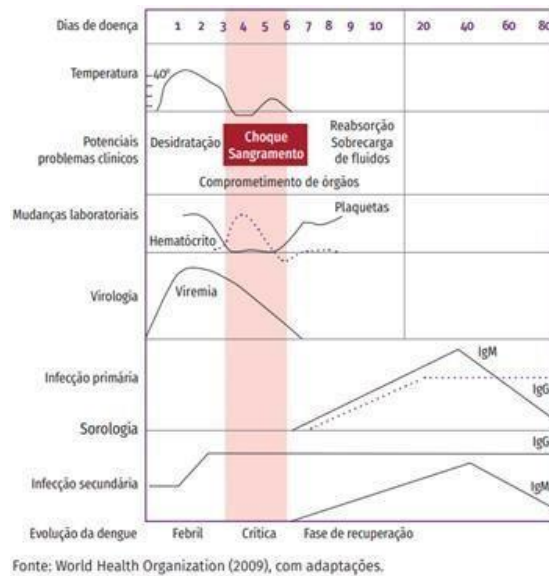 Dias de doença 1 2 3 4 5 6 7 8 9 10 20 40 60 80
Temperatura 40º
Potenciais
problemas clínicos
Desidratação
Choque
Sangramento
Reabsorção
Sobrecarga
de fluidos
Comprometimento de órgãos
Mudanças laboratoriais
Plaquetas
Hematócrito
Virologia
Viremia
Infecção primária
IgM
IgG
Sorologia
IgG
Infecção secundária
IgM
Evolução da dengue Febril Crítica Fase de recuperação
Fonte: World Health Organization (2009), com adaptações.